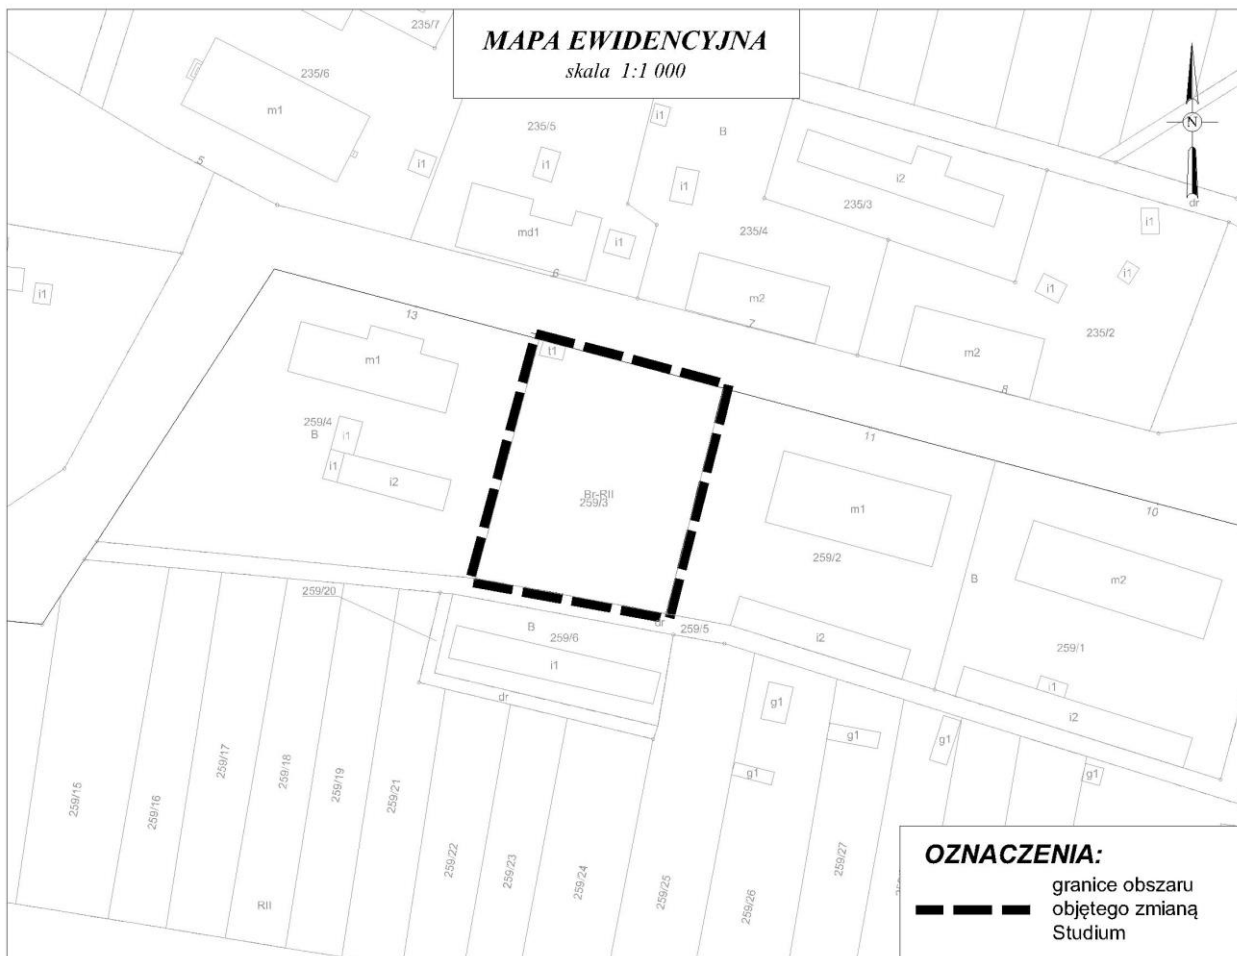 MAPA EWIDENCYJNA
skala 1:1 000
235/7
235/6
m1
5
i1
235/5
i1
i1
B
i1
i2
235/3
235/4
md1
i1
6
m2
7
N
dr
i1
i1
i1
235/2
m2
8
i1
13
m1
t1
259/4
B
i1
i1
i2
Br-RII
259/3
11
m1
259/2
10
B
m2
259/1
259/20
B
259/6
i1
dr
dr
259/5
i2
i1
i2
g1
g1
g1
g1
g1
259/15
259/16
259/17
259/18
259/19
259/21
259/22
259/23
259/24
259/25
259/26
259/27
RII
OZNACZENIA:
granice obszaru
objętego zmianą
Studium